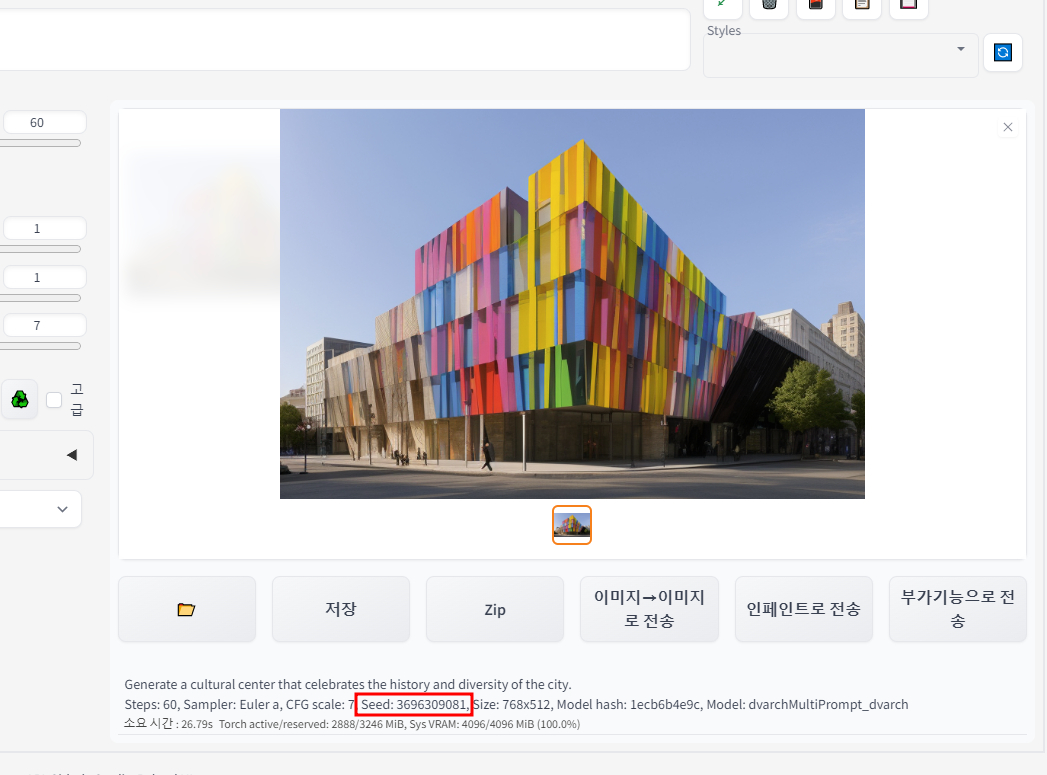 Styles
60
1
1
7
고
급
저장
Zip
이미지→이미지
로 전송
인페인트로 전송
부가기능으로 전
송
Generate a cultural center that celebrates the history and diversity of the city.
Steps: 60, Sampler: Euler a, CFG scale: 7, Seed: 3696309081, Size: 768x512, Model hash: 1ecb6b4e9c, Model: dvarchMultiPrompt_dvarch
소요 시간 : 26.79s Torch active/reserved: 2888/3246 MiB, Sys VRAM: 4096/4096 MiB (100.0%)